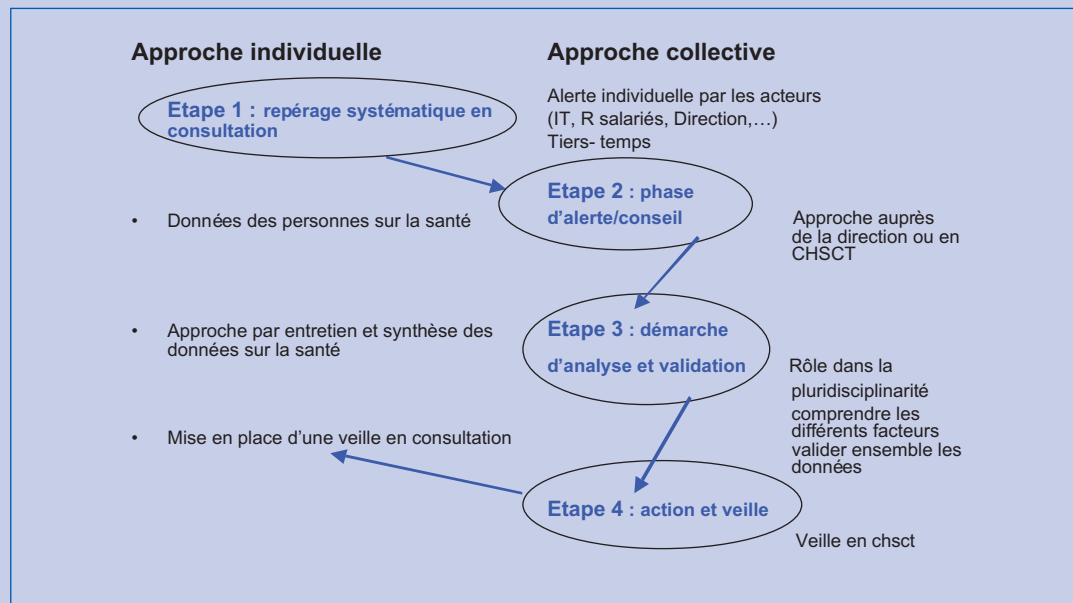 Approche individuelle
Approche collective
Etape 1 : repérage systématique en
consultation
Alerte individuelle par les acteurs
(IT, R salariés, Direction,…)
Tiers- temps
Etape 2 : phase
d’alerte/conseil
• Données des personnes sur la santé
Approche auprès
de la direction ou en
CHSCT
Etape 3 : démarche
d’analyse et validation
• Approche par entretien et synthèse des
données sur la santé
Rôle dans la
pluridisciplinarité
comprendre les
différents facteurs
valider ensemble les
données
• Mise en place d’une veille en consultation
Etape 4 : action et veille
Veille en chsct